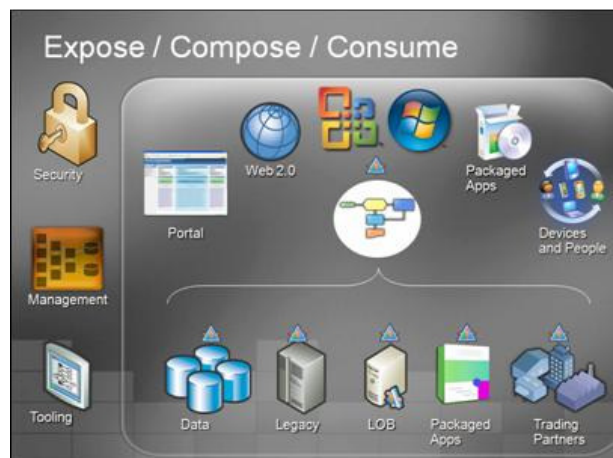 Expose / Compose / Consume
Security
Web 2.0
Packaged
Apps
Portal
Devices
and People
Management
Tooling
Data
Legacy
LOB
Packaged
Apps
Trading
Partners